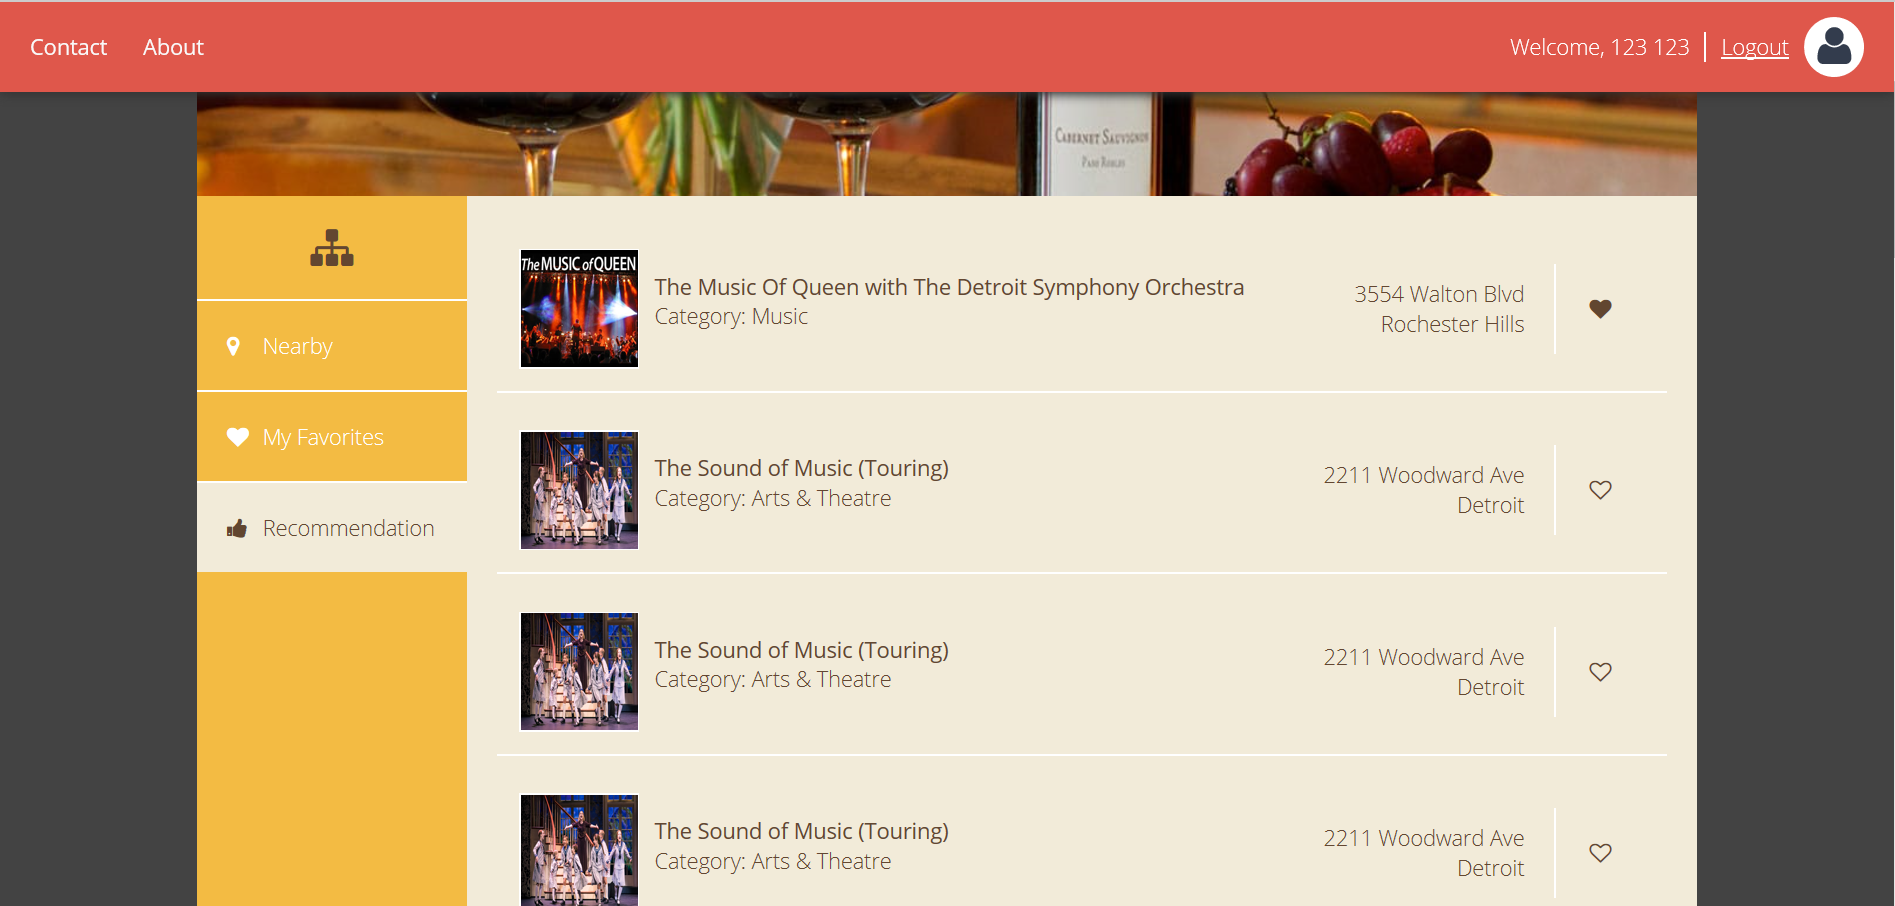 Contact About Welcome, 123 123 Logout
CABERNET SAUVIGNON
PASO ROBLES
The MUSIC of QUEEN
The Music Of Queen with The Detroit Symphony Orchestra
Category: Music
3554 Walton Blvd
Rochester Hills
Nearby
My Favorites
Recommendation
The Sound of Music (Touring)
Category: Arts & Theatre
2211 Woodward Ave
Detroit
The Sound of Music (Touring)
Category: Arts & Theatre
2211 Woodward Ave
Detroit
The Sound of Music (Touring)
Category: Arts & Theatre
2211 Woodward Ave
Detroit